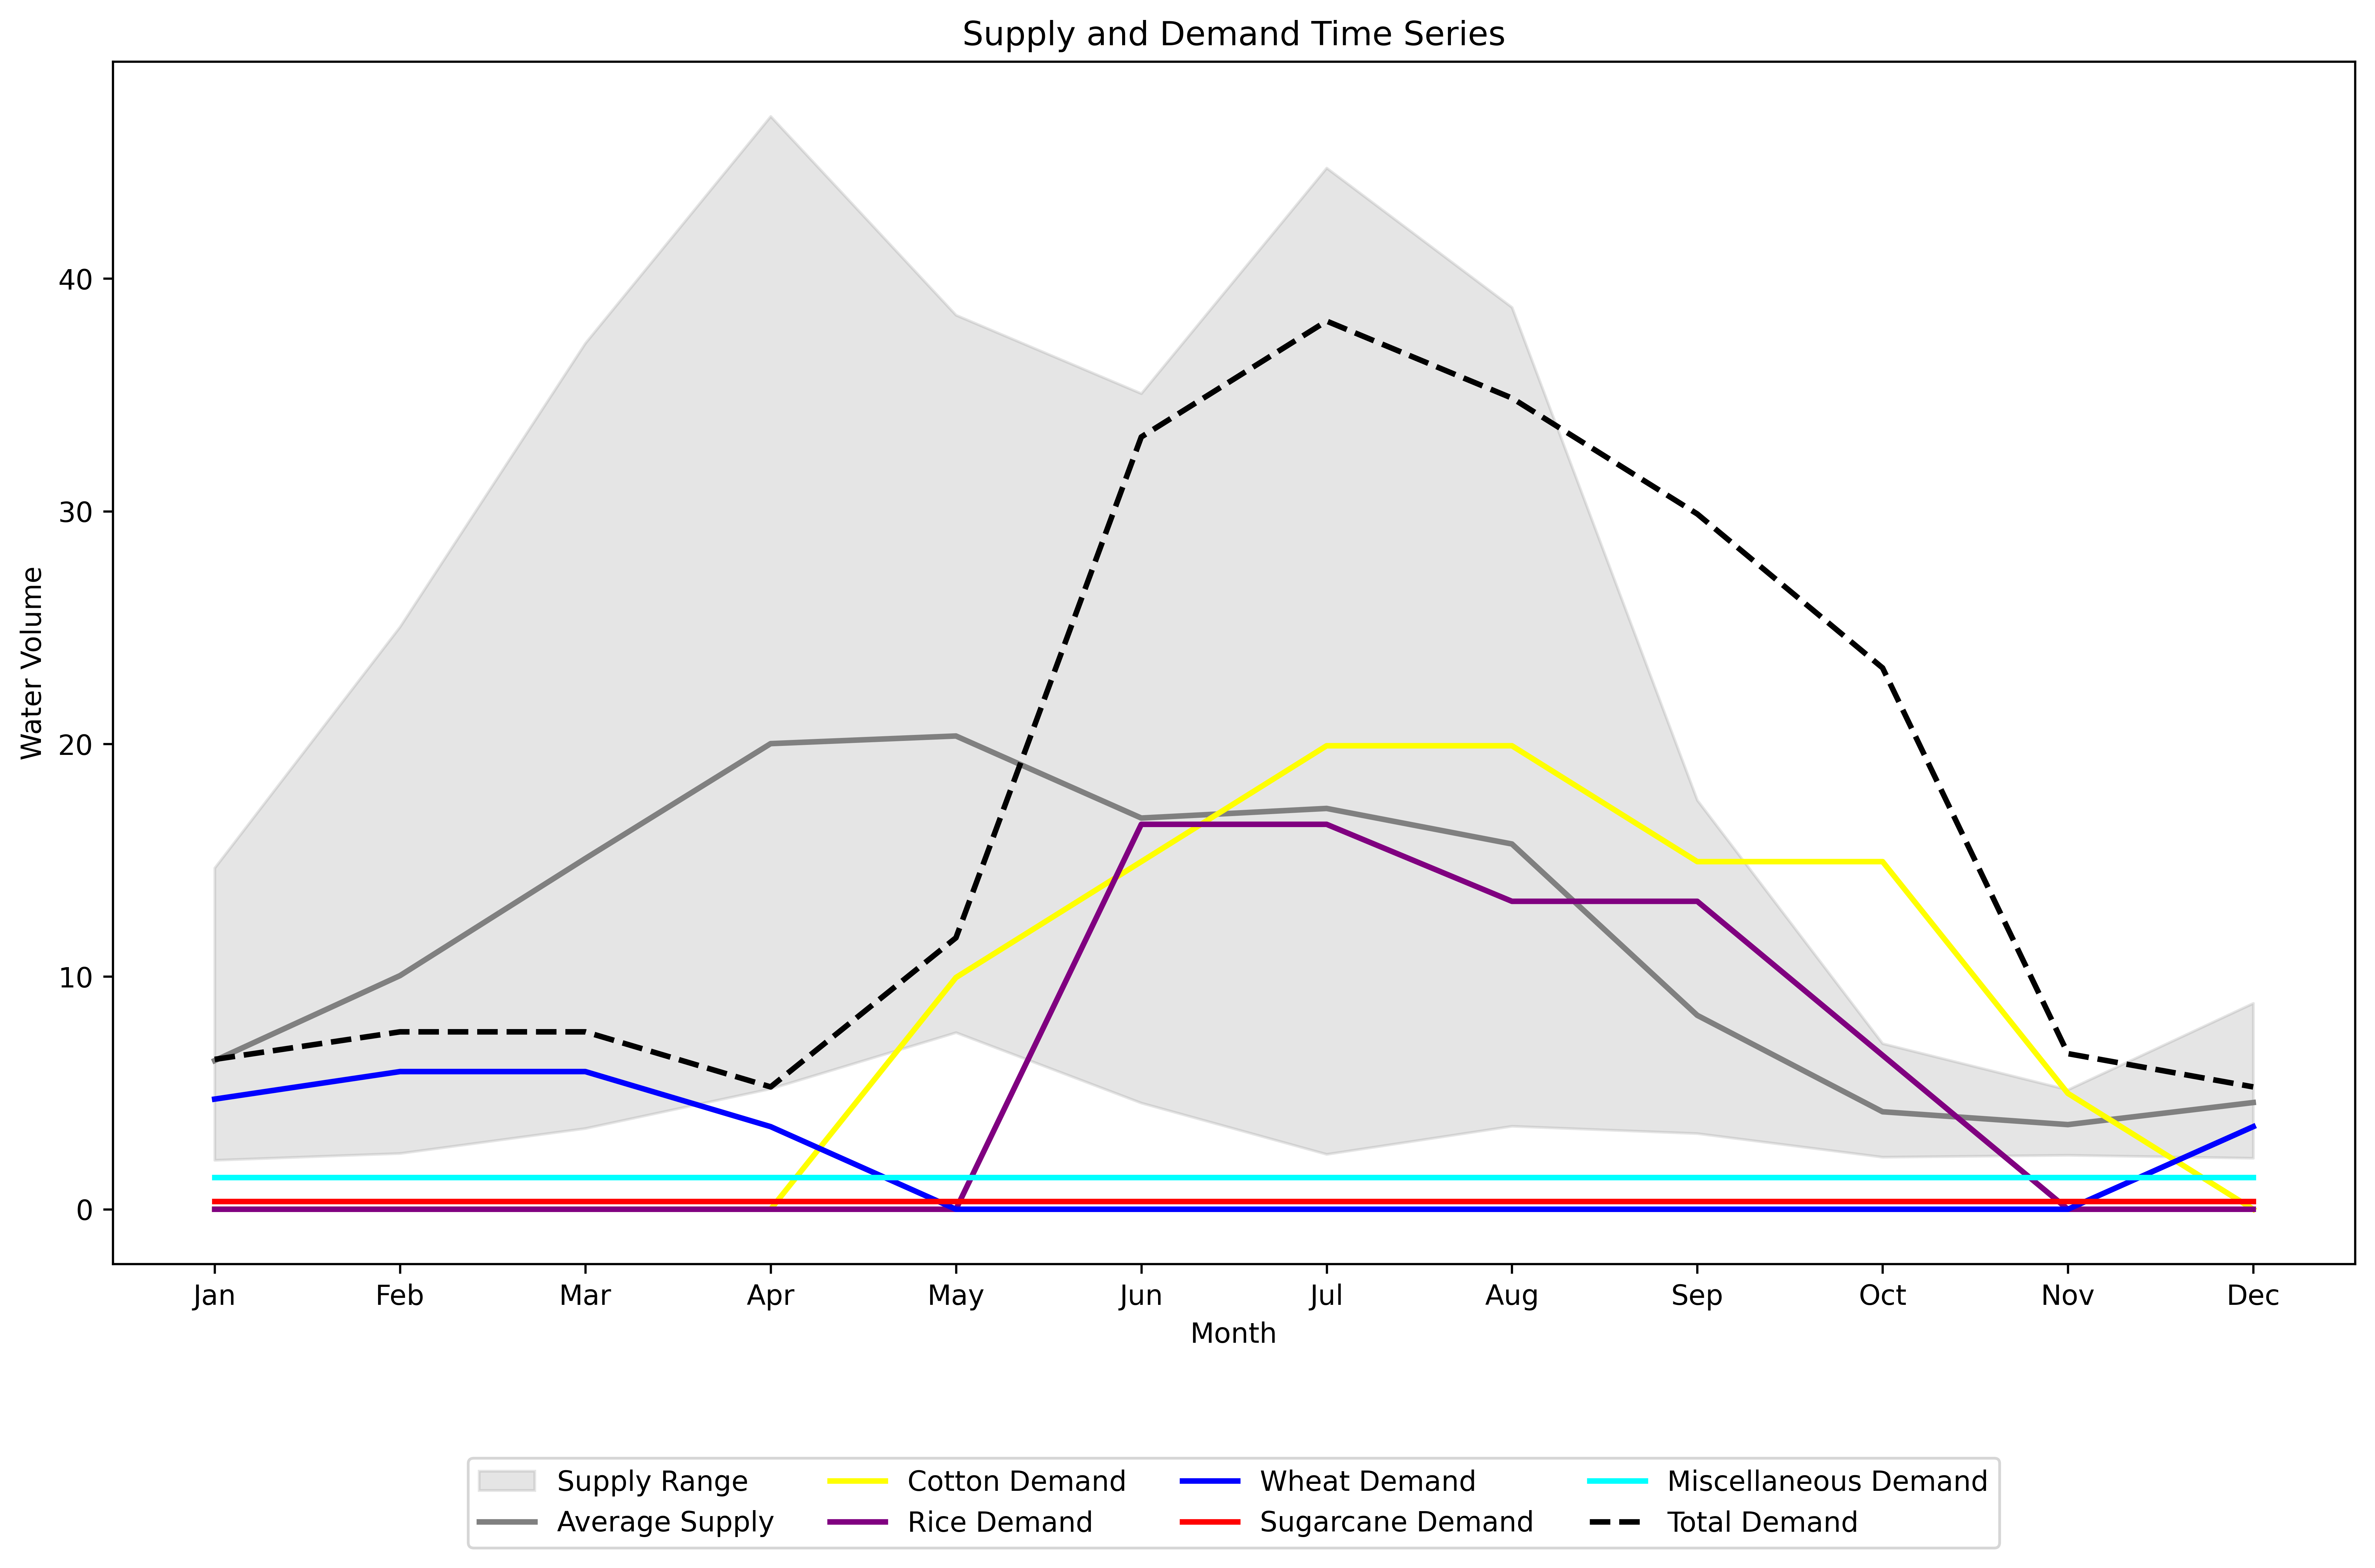 Supply and Demand Time Series
Water Volume
40
30
20
10
0
Jan Feb Mar Apr May Jun Jul Aug Sep Oct Nov Dec
Month
Supply Range Cotton Demand Wheat Demand Miscellaneous Demand
Average Supply Rice Demand Sugarcane Demand Total Demand